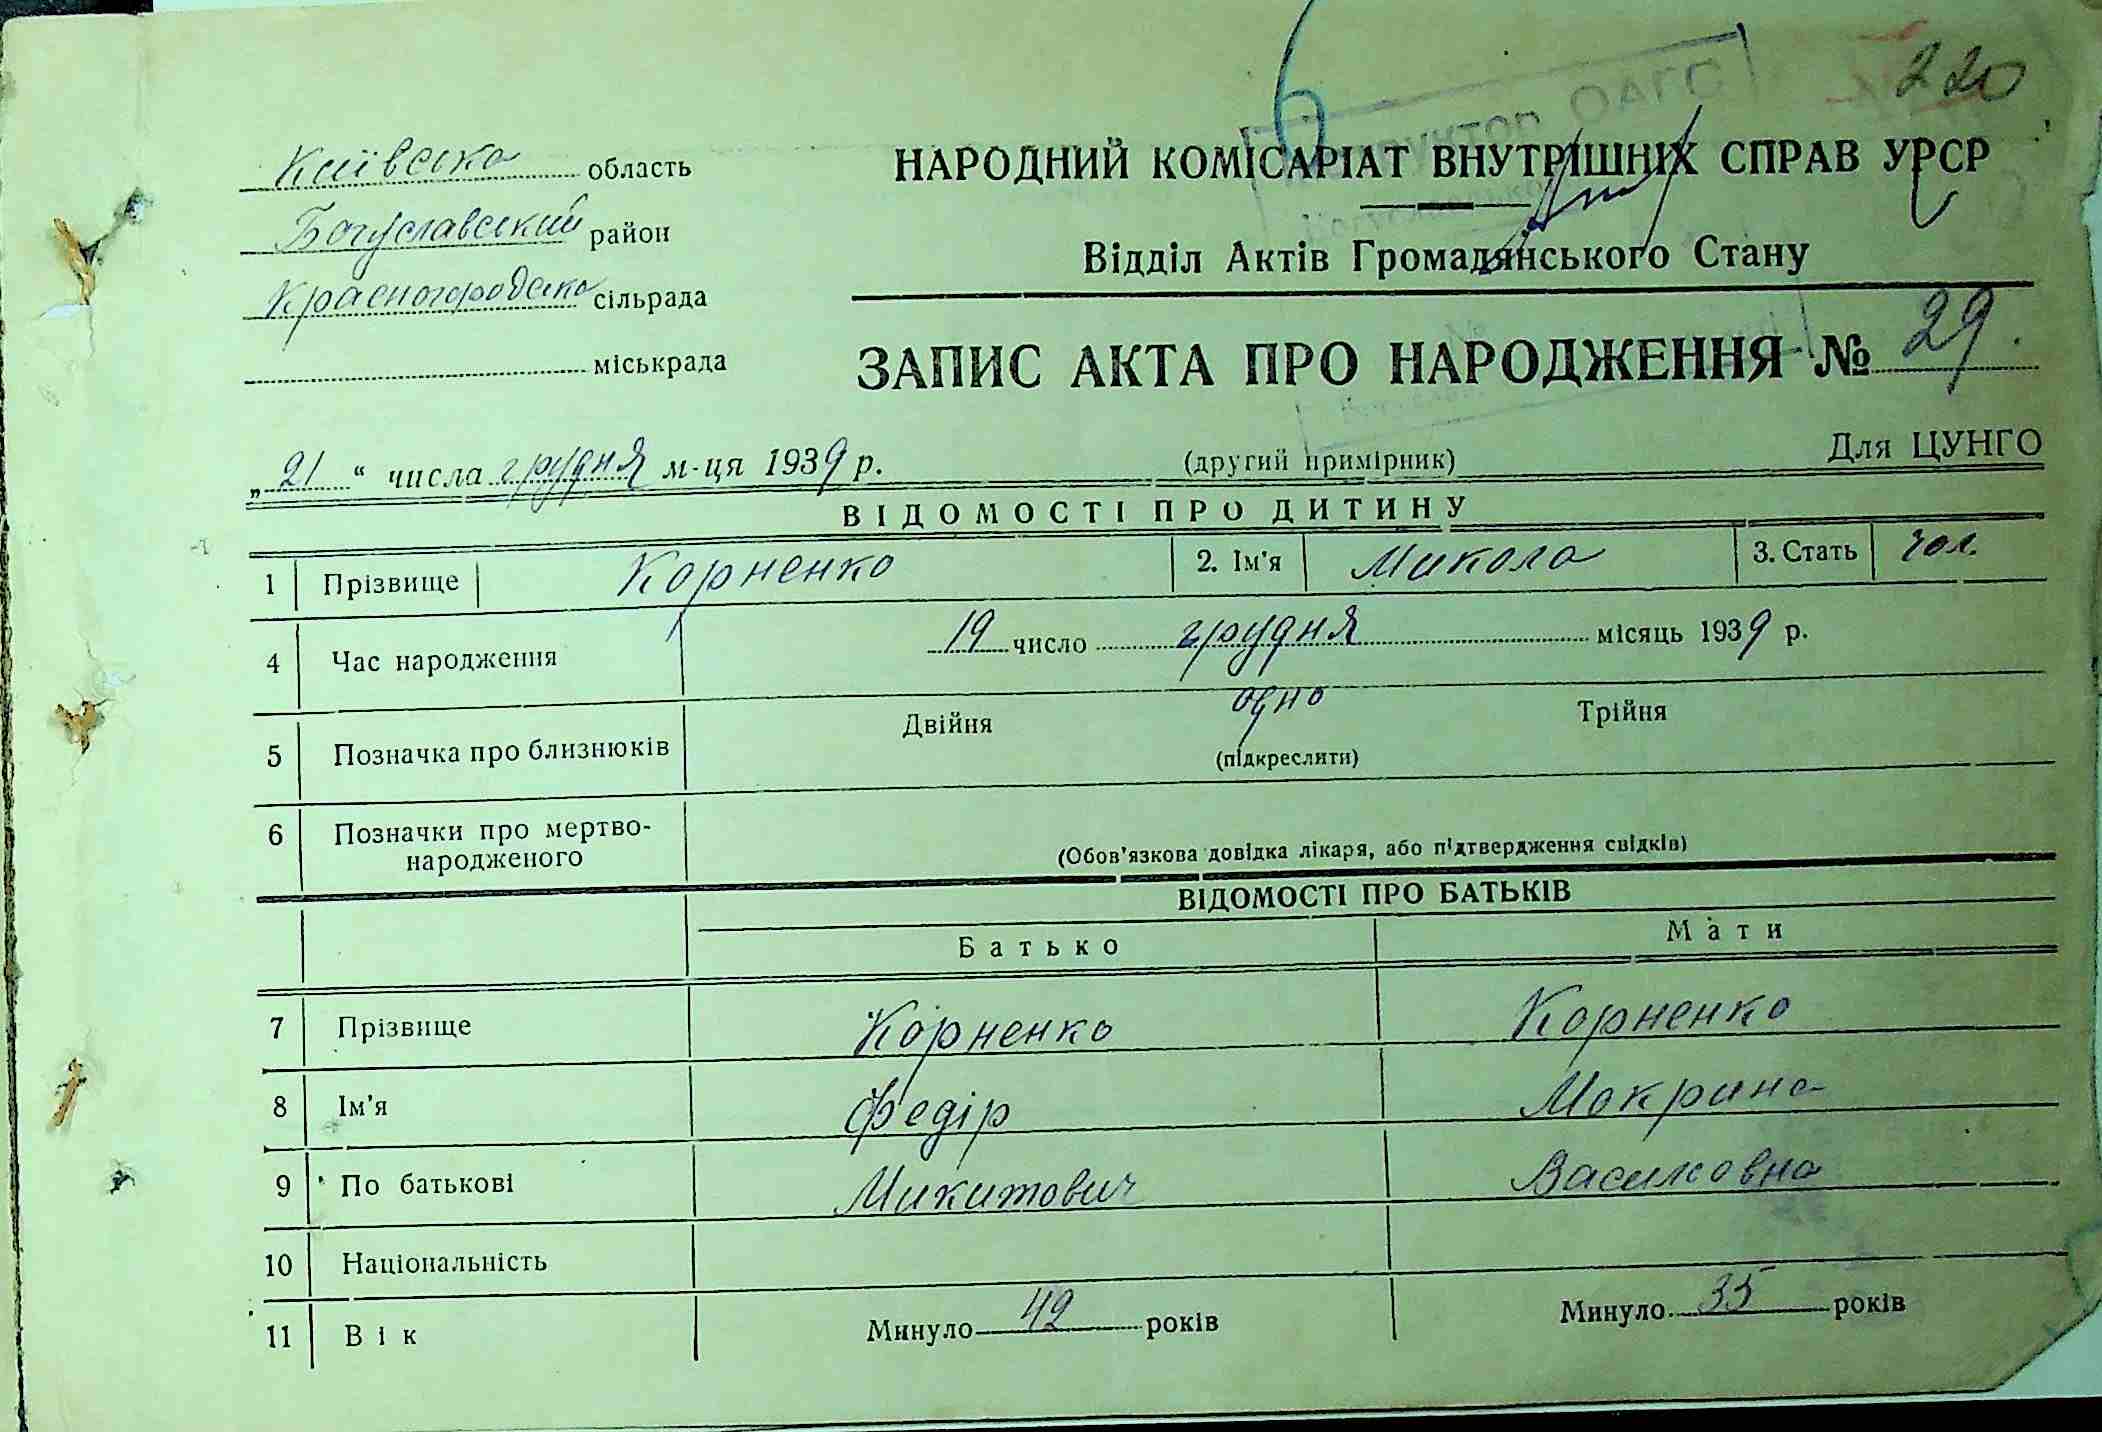 220
Київська область
Богуславський район
Красногородська сільрада
міськрада
НАРОДНИЙ КОМІСАРІАТ ВНУТРІШНІХ СПРАВ УРСР
Відділ Актів Громадянського Стану
ЗАПИС АКТА ПРО НАРОДЖЕННЯ № 29.
„21“ числа грудня м-ця 1939 р. (другий примірник) Для ЦУНГО
ВІДОМОСТІ ПРО ДИТИНУ
1 Прізвище Корненко 2. Ім'я Микола 3. Стать чол.
4 Час народження 19 число грудня місяць 1939 р.
5 Позначка про близнюків Двійня одно Трійня
(підкреслити)
6 Позначки про мертво-
народженого (Обов'язкова довідка лікаря, або підтвердження свідків)
ВІДОМОСТІ ПРО БАТЬКІВ
Батько Мати
7 Прізвище Корненко Корненко
8 Ім'я Федір Мокрина
9 По батькові Микитович Василовна
10 Національність
11 Вік Минуло 42 років Минуло 35 років